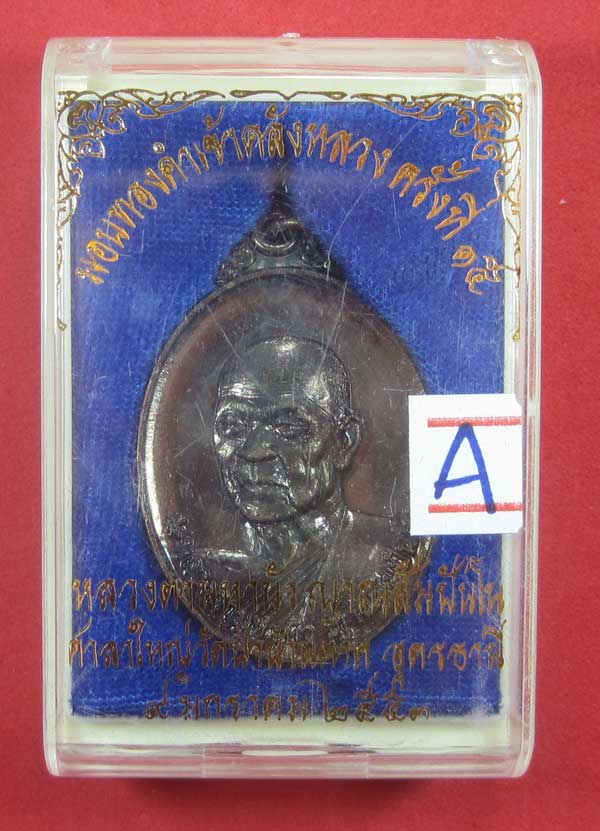 มอบทองคำเข้าคลังหลวง ครั้งที่ ๑๕
A
หลวงตามหาบัว ญาณสัมปันโน
ศาลาใหญ่วัดป่าบ้านตาด อุดรธานี
๙ มกราคม ๒๕๕๓